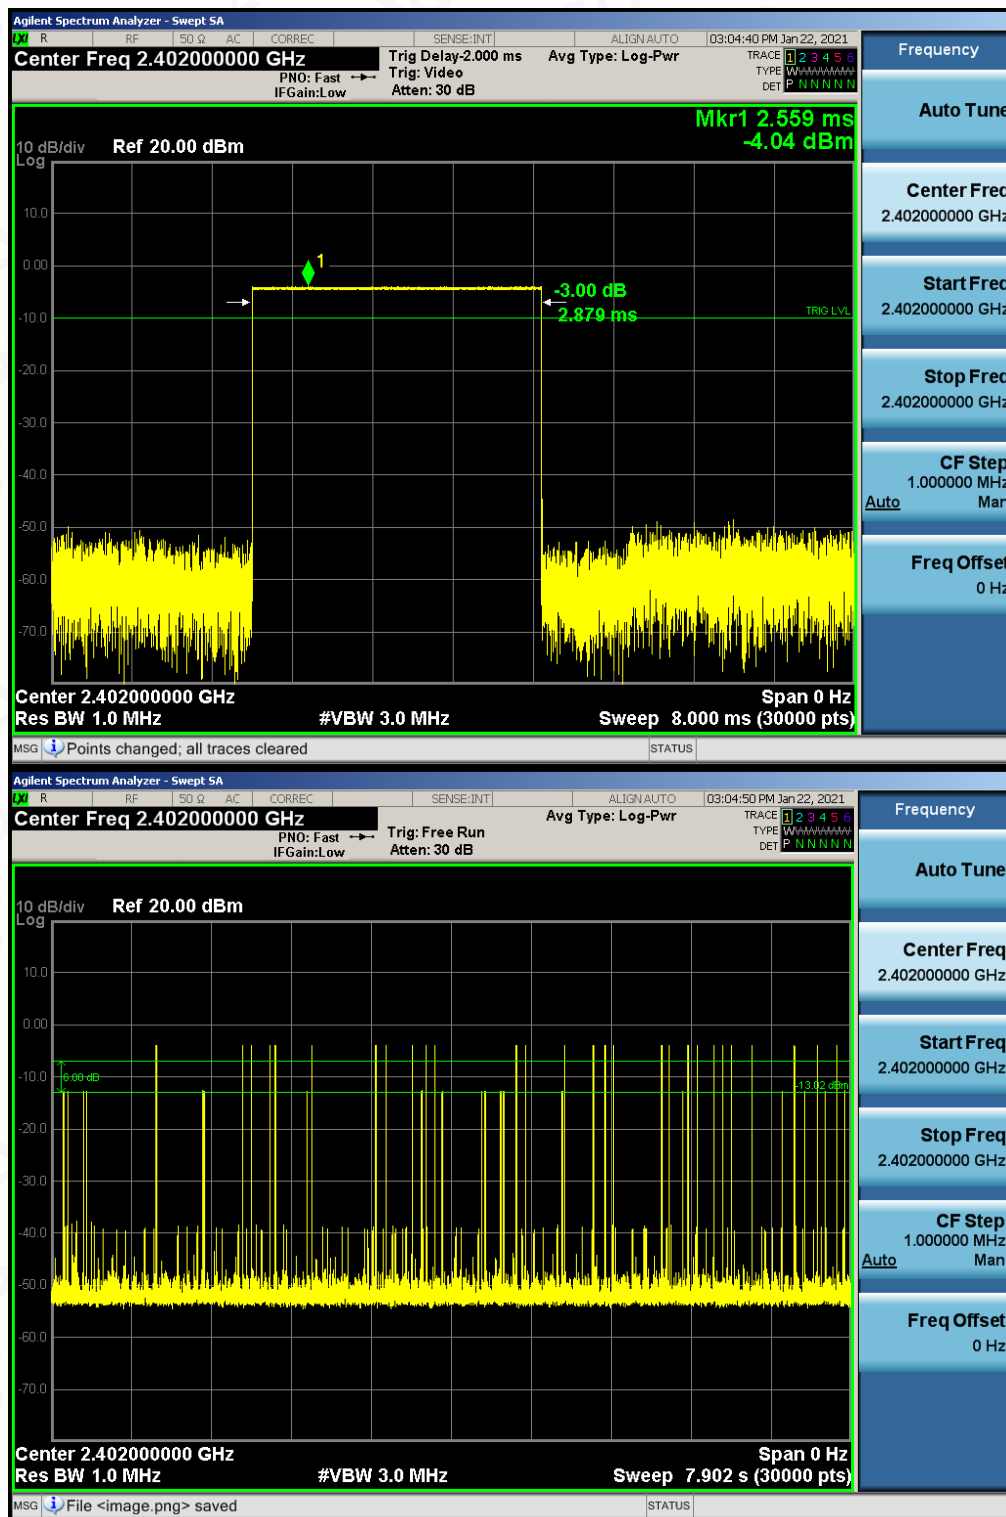 Agilent Spectrum Analyzer - Swept SA
LXI R RF 50 Ω AC CORREC SENSE:INT ALIGN AUTO 03:04:40 PM Jan 22, 2021
Center Freq 2.402000000 GHz
PNO: Fast
IFGain:Low
Trig Delay-2.000 ms
Trig: Video
Atten: 30 dB
Avg Type: Log-Pwr
TRACE 1 2 3 4 5 6
TYPE W
DET P N N N N N
Mkr1 2.559 ms
-4.04 dBm
10 dB/div Ref 20.00 dBm
Log
10.0
0.00
-10.0
-20.0
-30.0
-40.0
-50.0
-60.0
-70.0
1
-3.00 dB
2.879 ms
TRIG LVL
Center 2.402000000 GHz Span 0 Hz
Res BW 1.0 MHz #VBW 3.0 MHz Sweep 8.000 ms (30000 pts)
MSG Points changed; all traces cleared STATUS
Frequency
Auto Tune
Center Freq
2.402000000 GHz
Start Freq
2.402000000 GHz
Stop Freq
2.402000000 GHz
CF Step
1.000000 MHz
Auto Man
Freq Offset
0 Hz
Agilent Spectrum Analyzer - Swept SA
LXI R RF 50 Ω AC CORREC SENSE:INT ALIGN AUTO 03:04:50 PM Jan 22, 2021
Center Freq 2.402000000 GHz
PNO: Fast
IFGain:Low
Trig: Free Run
Atten: 30 dB
Avg Type: Log-Pwr
TRACE 1 2 3 4 5 6
TYPE W
DET P N N N N N
10 dB/div Ref 20.00 dBm
Log
10.0
0.00
-10.0
-20.0
-30.0
-40.0
-50.0
-60.0
-70.0
6.00 dB
-13.02 dBm
Center 2.402000000 GHz Span 0 Hz
Res BW 1.0 MHz #VBW 3.0 MHz Sweep 7.902 s (30000 pts)
MSG File <image.png> saved STATUS
Frequency
Auto Tune
Center Freq
2.402000000 GHz
Start Freq
2.402000000 GHz
Stop Freq
2.402000000 GHz
CF Step
1.000000 MHz
Auto Man
Freq Offset
0 Hz